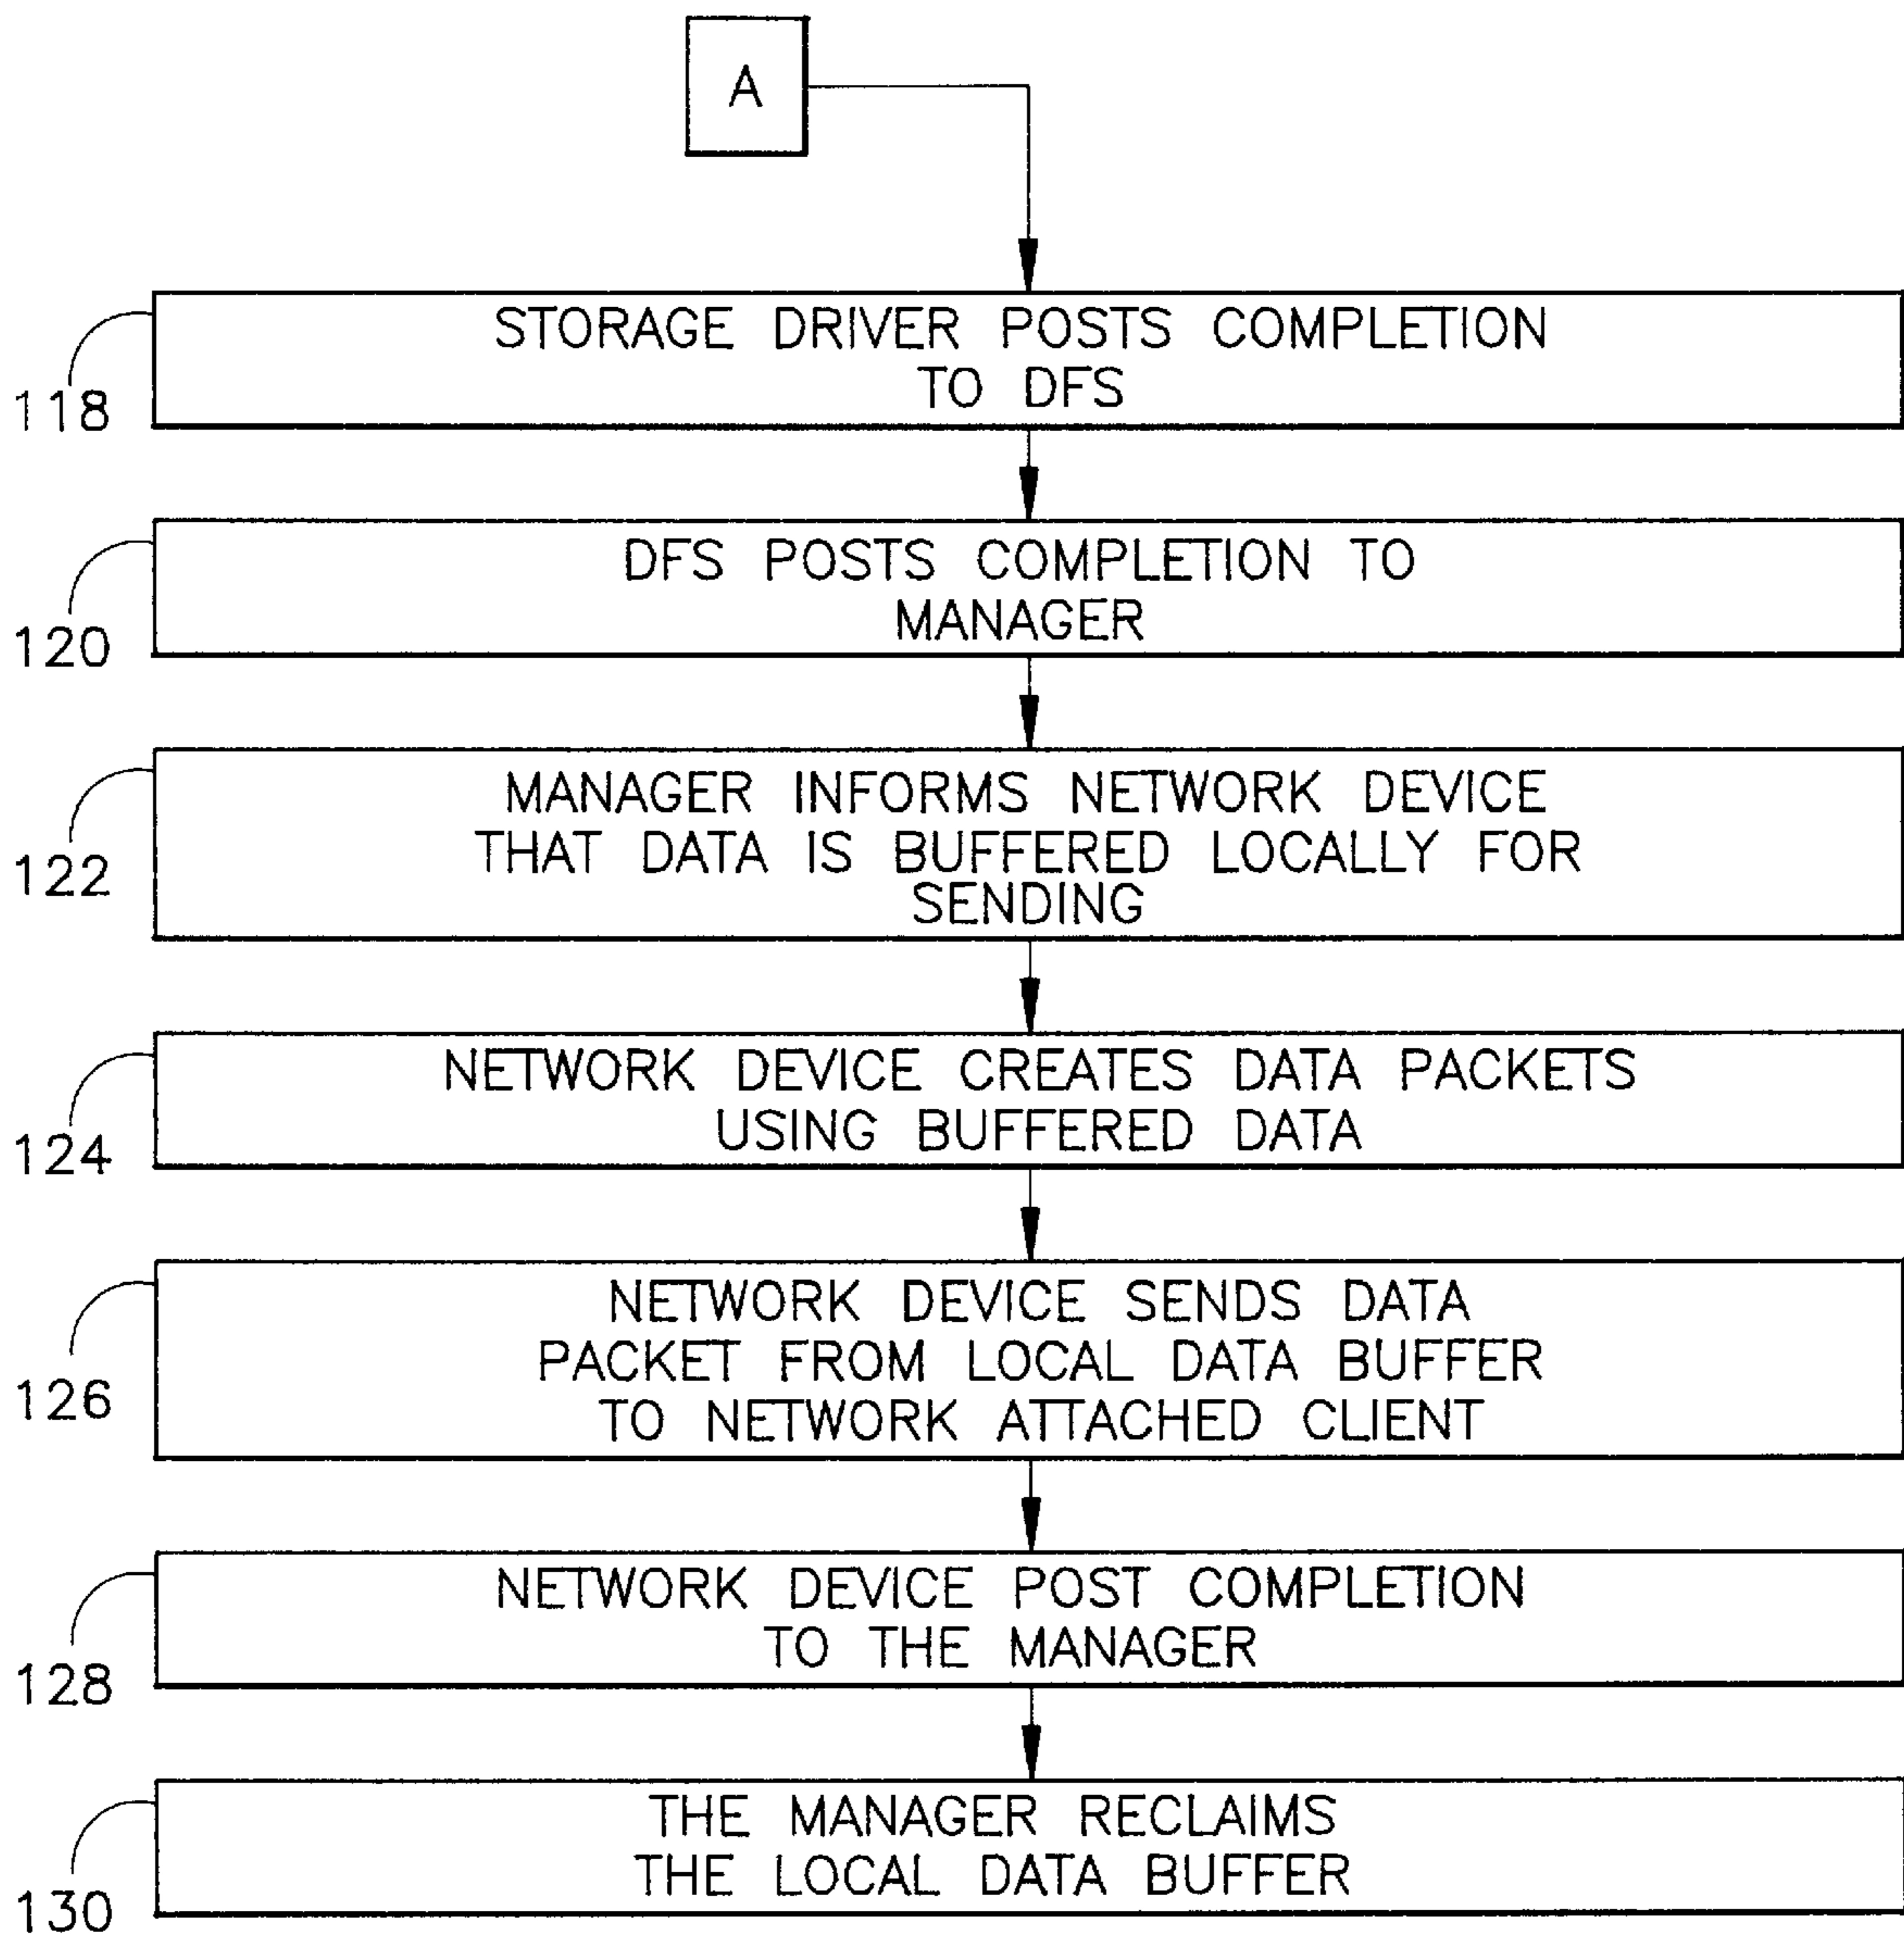 A
STORAGE DRIVER POSTS COMPLETION
TO DFS
118
DFS POSTS COMPLETION TO
MANAGER
120
MANAGER INFORMS NETWORK DEVICE
THAT DATA IS BUFFERED LOCALLY FOR
SENDING
122
NETWORK DEVICE CREATES DATA PACKETS
USING BUFFERED DATA
124
NETWORK DEVICE SENDS DATA
PACKET FROM LOCAL DATA BUFFER
TO NETWORK ATTACHED CLIENT
126
NETWORK DEVICE POST COMPLETION
TO THE MANAGER
128
THE MANAGER RECLAIMS
THE LOCAL DATA BUFFER
130